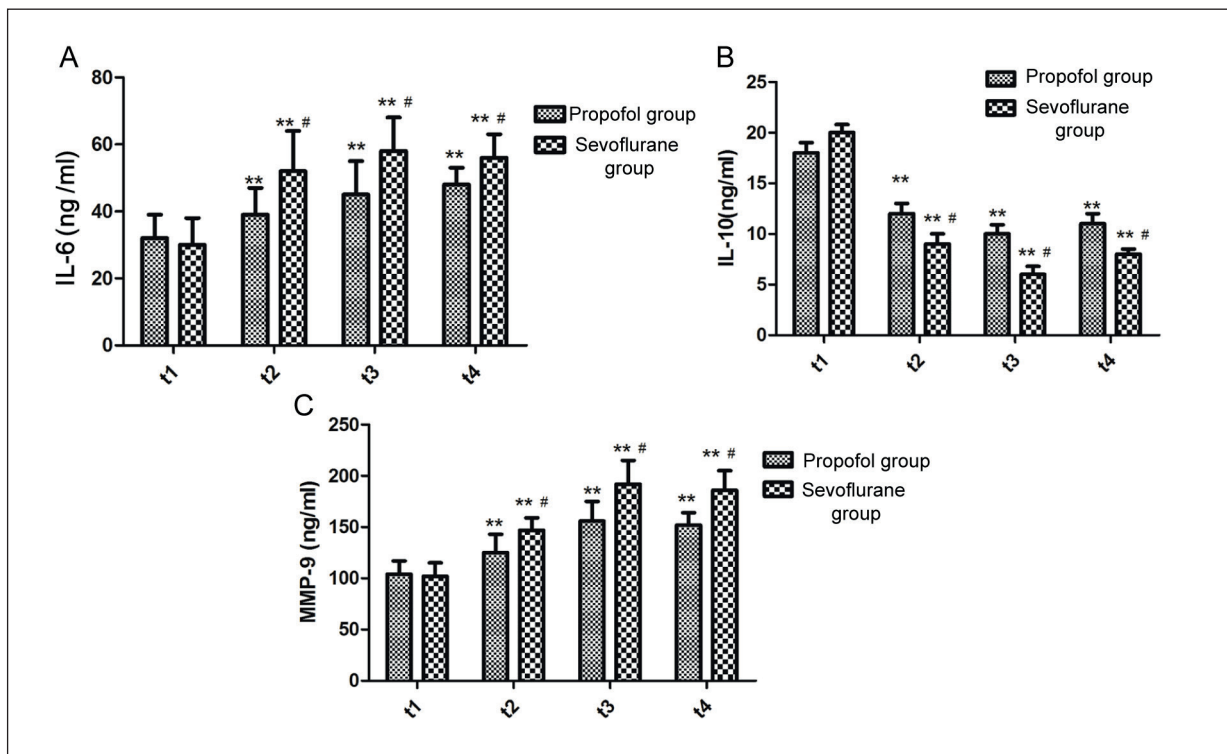 A
IL-6 (ng /ml)
80
60
40
20
0
** **# ** **# ** **#
t1 t2 t3 t4
Propofol group
Sevoflurane
group
B
IL-10(ng/ml)
25
20
15
10
5
0
** **# ** **# ** **#
t1 t2 t3 t4
Propofol group
Sevoflurane
group
C
MMP-9 (ng/ml)
250
200
150
100
50
0
** **# ** **# ** **#
t1 t2 t3 t4
Propofol group
Sevoflurane
group